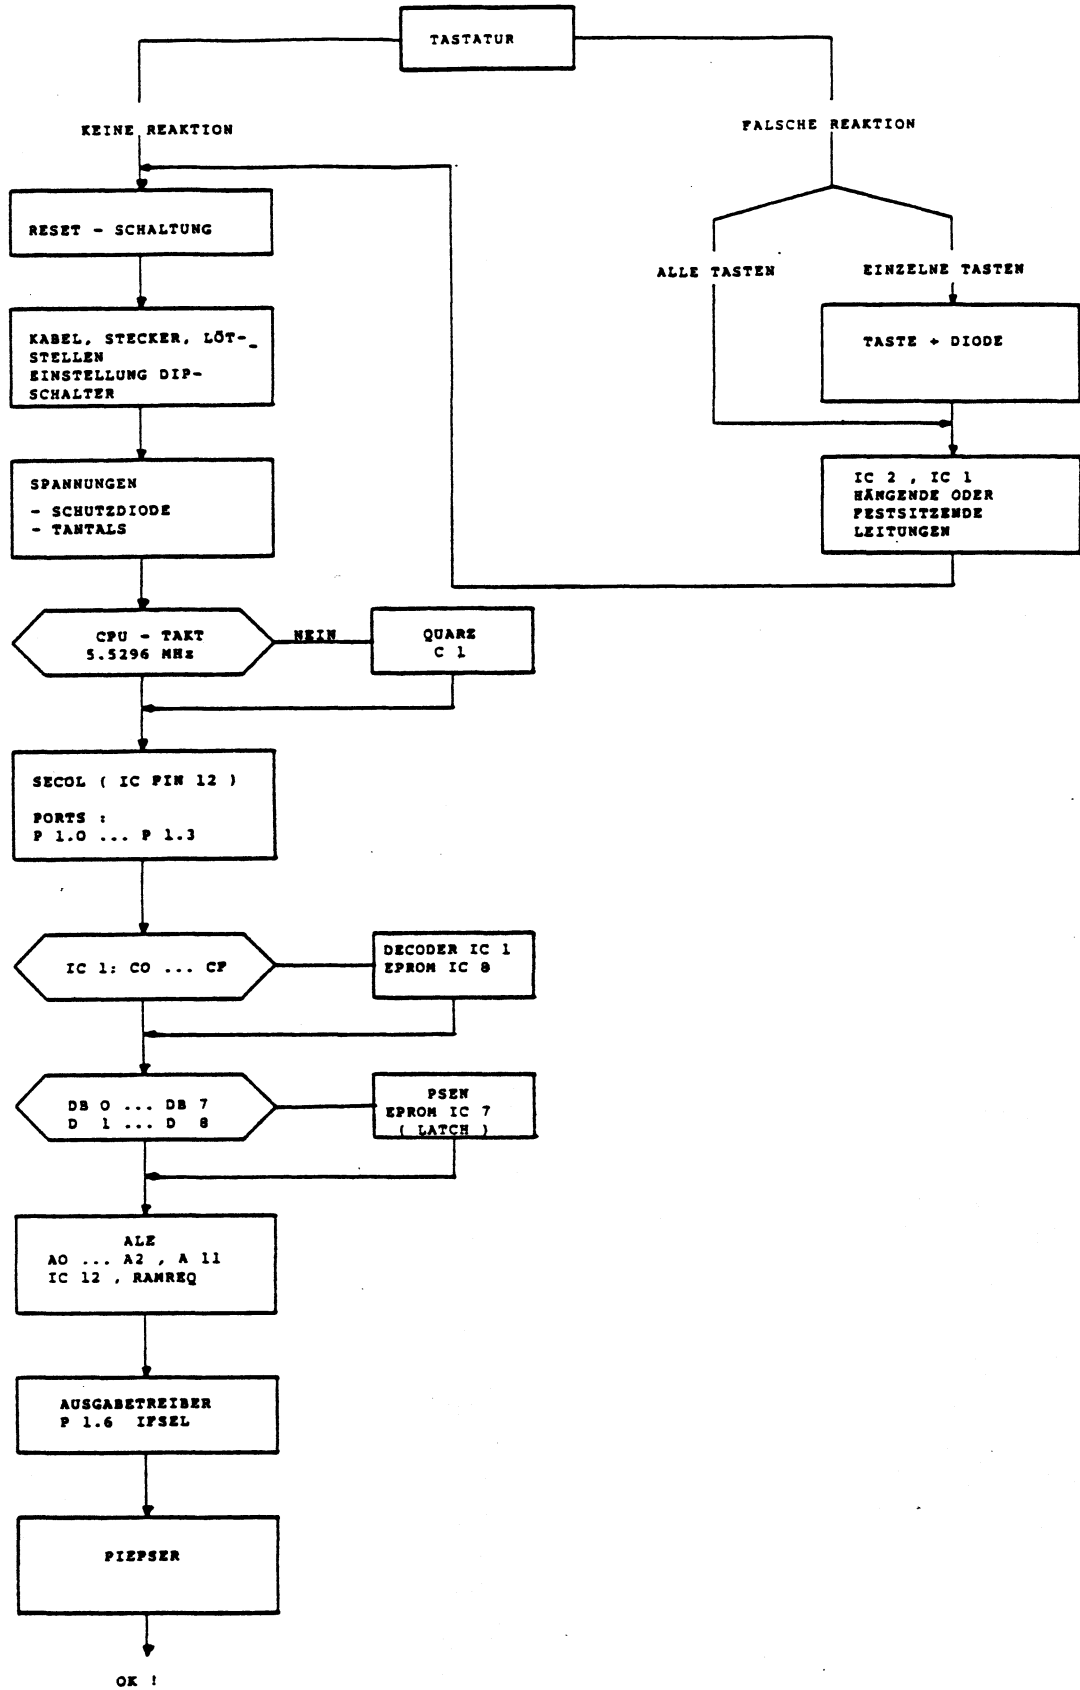 TASTATUR
KEINE REAKTION
FALSCHE REAKTION
RESET - SCHALTUNG
ALLE TASTEN
EINZELNE TASTEN
KABEL, STECKER, LÖT-
STELLEN
EINSTELLUNG DIP-
SCHALTER
TASTE + DIODE
SPANNUNGEN
- SCHUTZDIODE
- TANTALS
IC 2 , IC 1
HÄNGENDE ODER
FESTSITZENDE
LEITUNGEN
CPU - TAKT
5.5296 MHz
NEIN
QUARZ
C 1
SECOL ( IC PIN 12 )
PORTS :
P 1.0 ... P 1.3
IC 1: C0 ... CF
DECODER IC 1
EPROM IC 8
DB 0 ... DB 7
D 1 ... D 8
PSEN
EPROM IC 7
( LATCH )
ALE
A0 ... A2 , A 11
IC 12 , RAMREQ
AUSGABETREIBER
P 1.6 IFSEL
PIEPSER
OK !